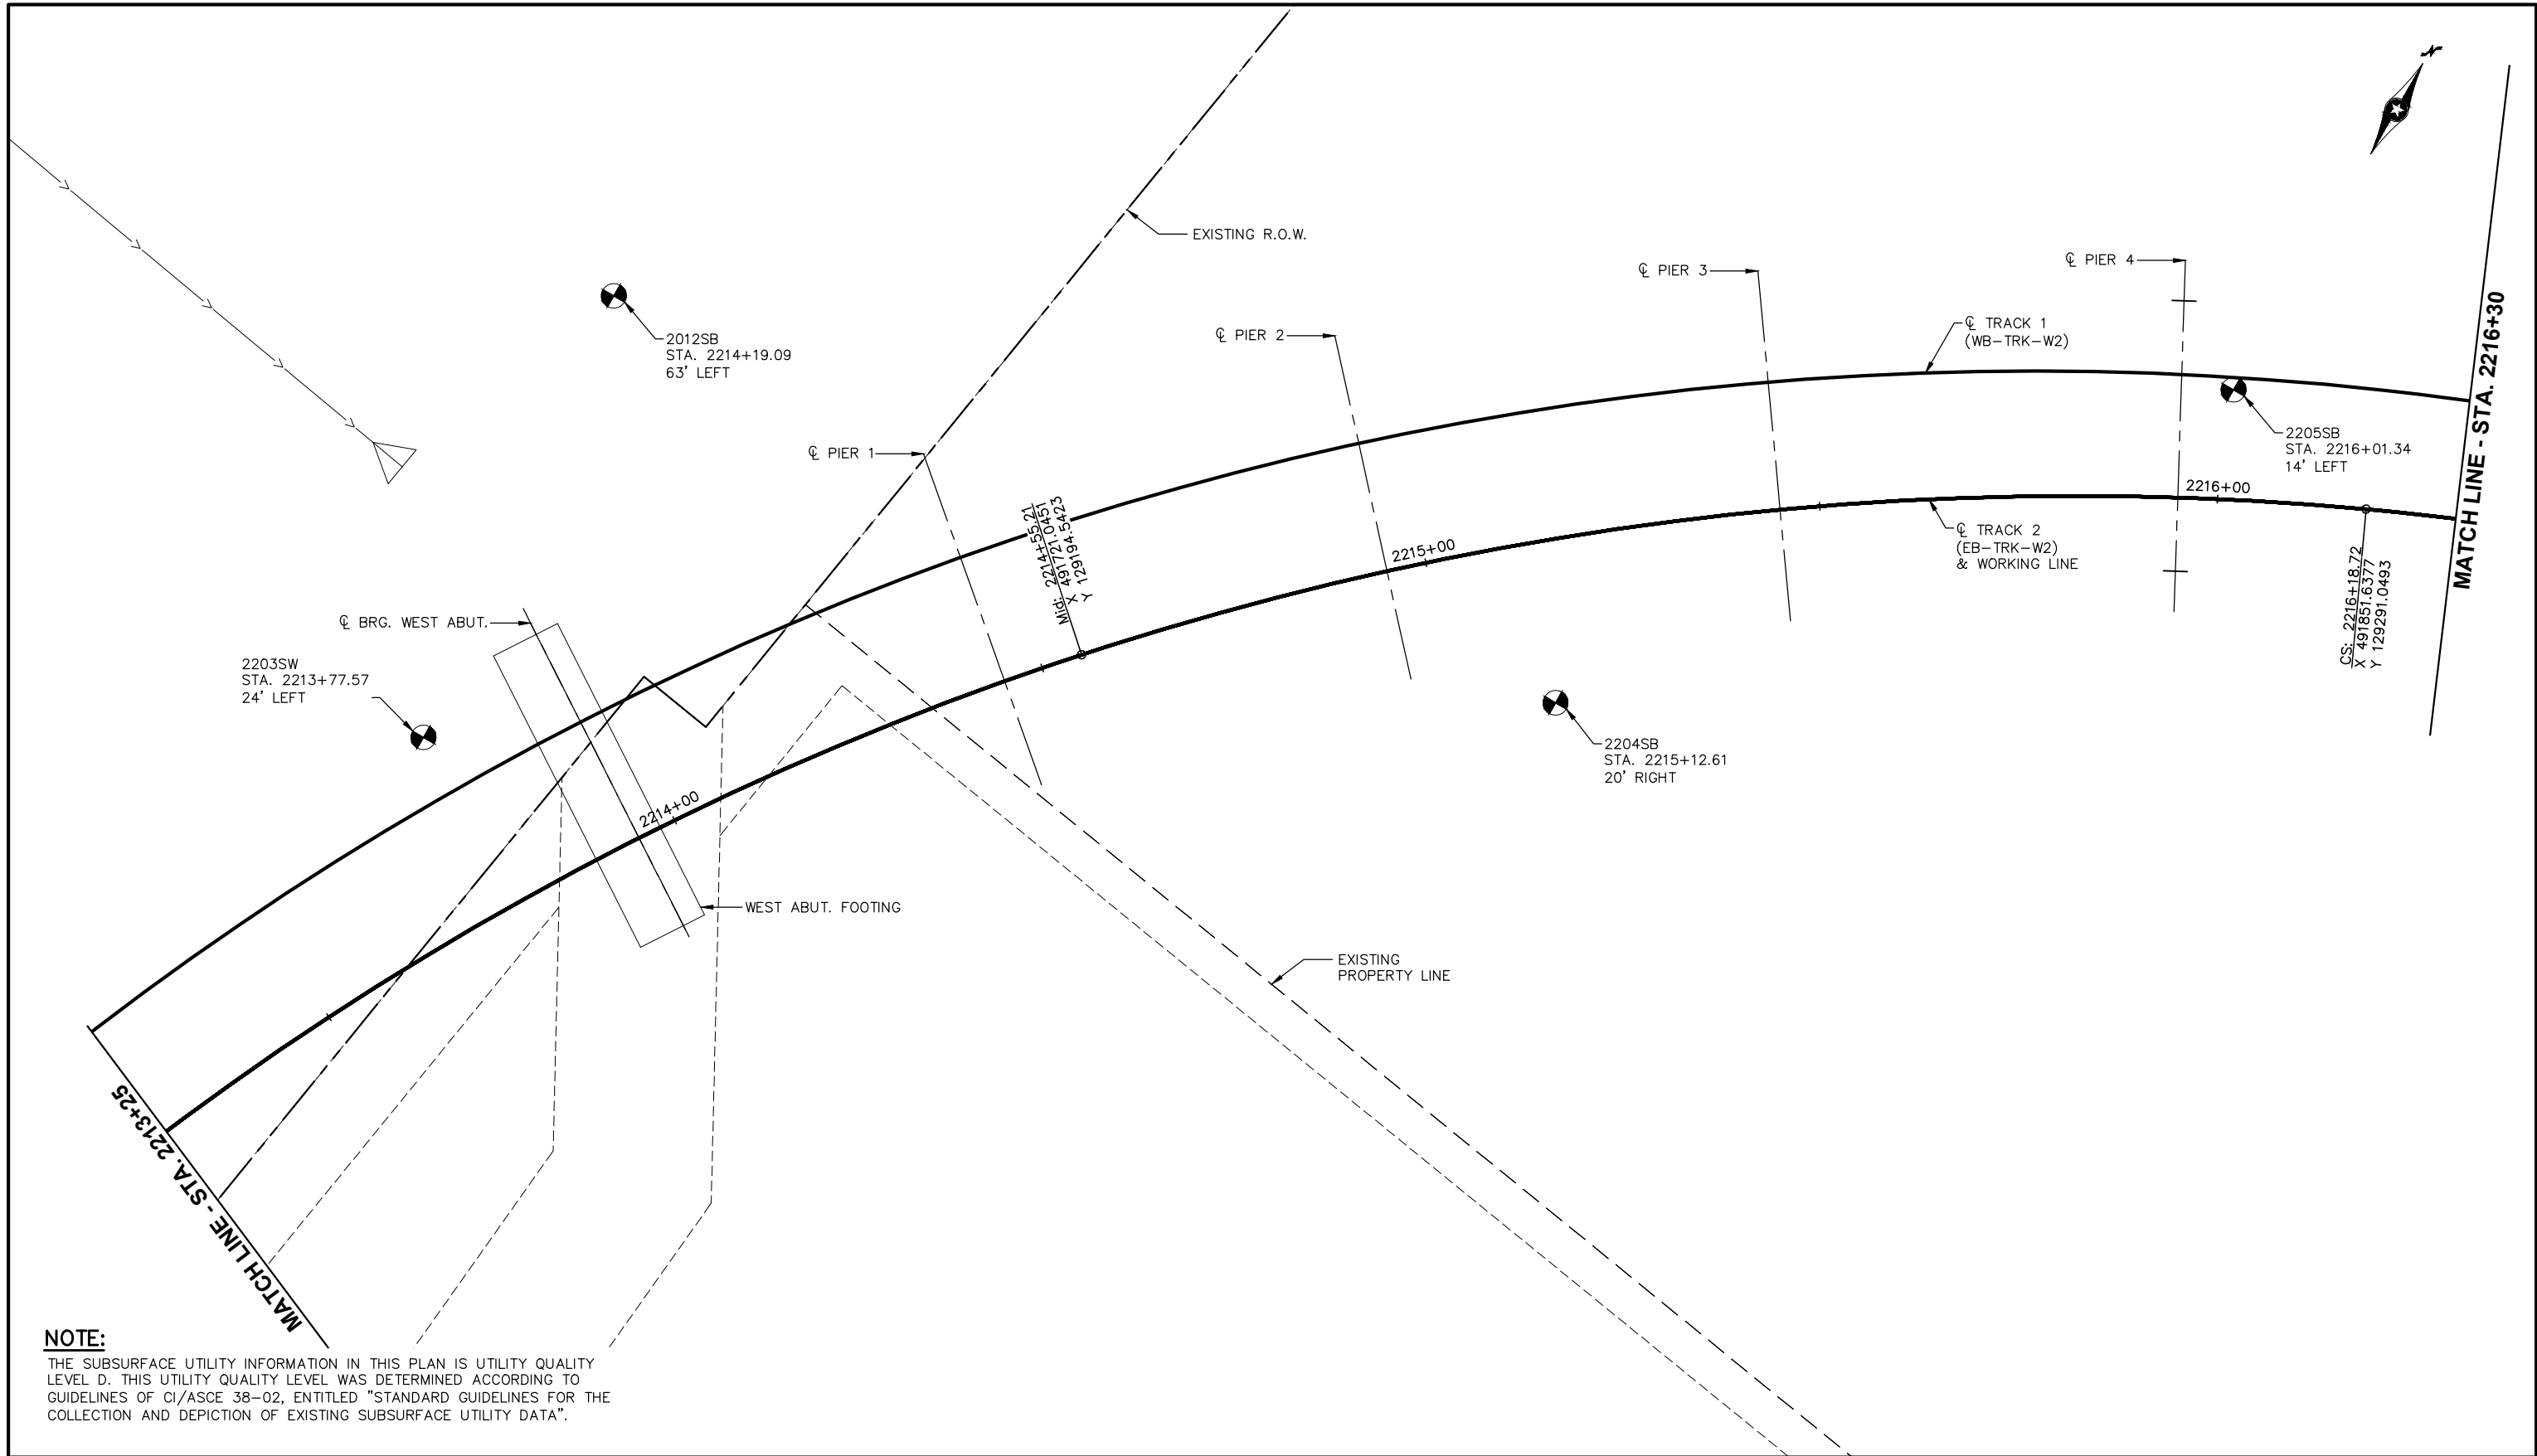 N
EXISTING R.O.W.
℄ PIER 4
℄ PIER 3
℄ TRACK 1
(WB-TRK-W2)
℄ PIER 2
2012SB
STA. 2214+19.09
63' LEFT
MATCH LINE - STA. 2216+30
2205SB
STA. 2216+01.34
14' LEFT
℄ PIER 1
2216+00
Mid: 2214+55.21
X 491721.0451
Y 129194.5423
2215+00
℄ TRACK 2
(EB-TRK-W2)
& WORKING LINE
CS: 2216+18.72
X 491851.6377
Y 129291.0493
℄ BRG. WEST ABUT.
2203SW
STA. 2213+77.57
24' LEFT
2204SB
STA. 2215+12.61
20' RIGHT
2214+00
WEST ABUT. FOOTING
EXISTING
PROPERTY LINE
MATCH LINE - STA. 2213+25
NOTE:
THE SUBSURFACE UTILITY INFORMATION IN THIS PLAN IS UTILITY QUALITY
LEVEL D. THIS UTILITY QUALITY LEVEL WAS DETERMINED ACCORDING TO
GUIDELINES OF CI/ASCE 38-02, ENTITLED "STANDARD GUIDELINES FOR THE
COLLECTION AND DEPICTION OF EXISTING SUBSURFACE UTILITY DATA".